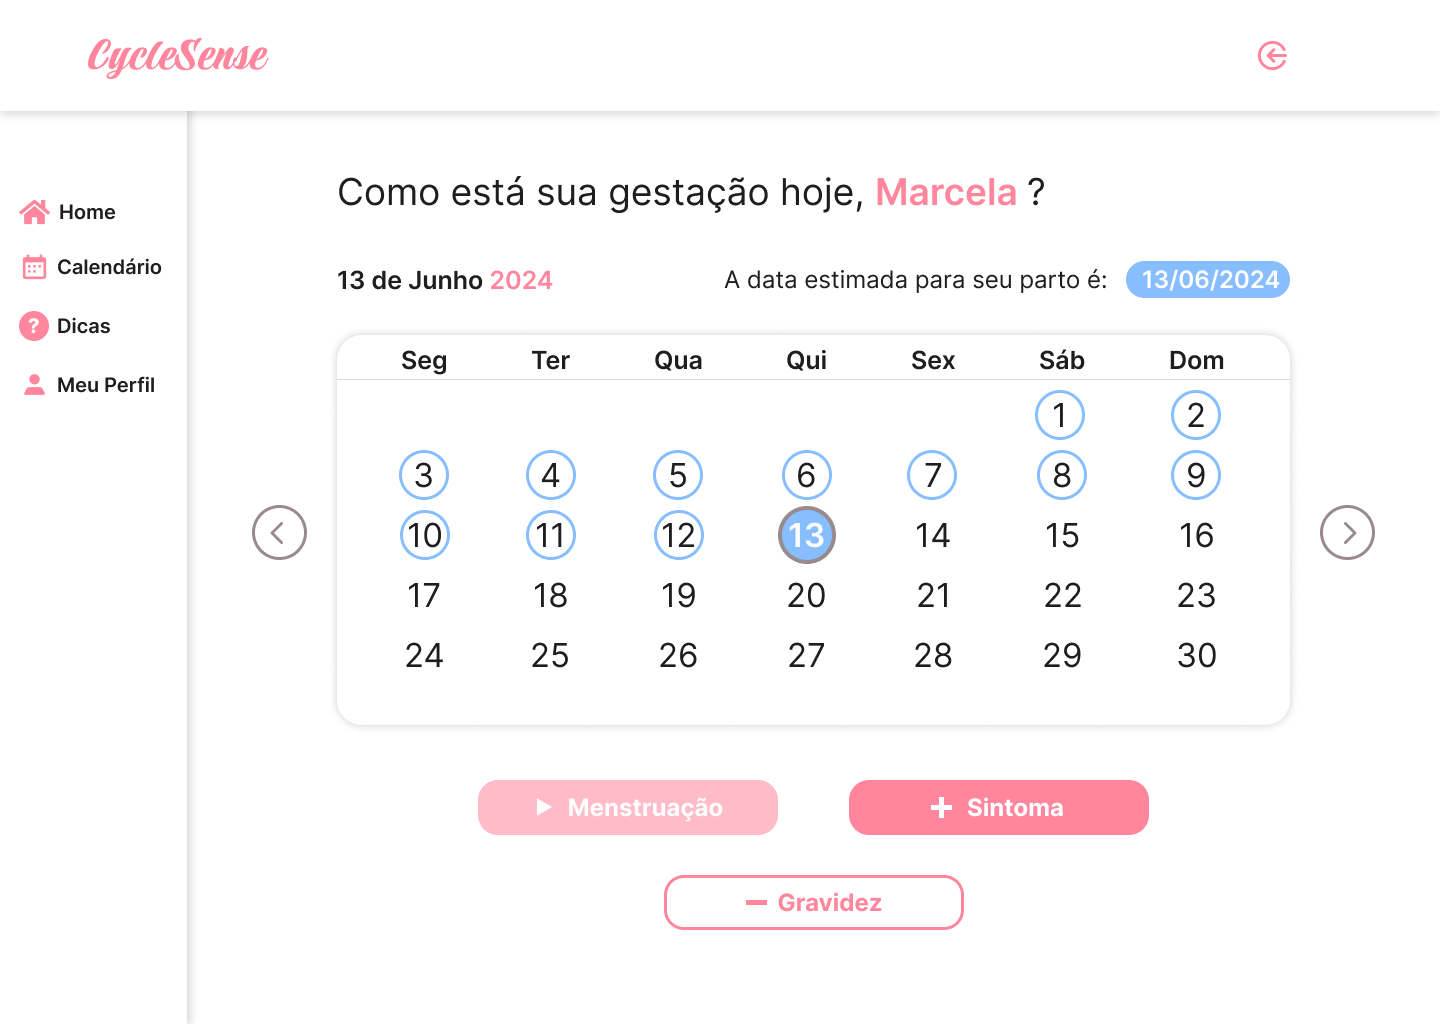 CycleSense
Home
Calendário
Dicas
Meu Perfil
Como está sua gestação hoje, Marcela ?
13 de Junho 2024
A data estimada para seu parto é: 13/06/2024
Seg Ter Qua Qui Sex Sáb Dom
1 2
3 4 5 6 7 8 9
10 11 12 13 14 15 16
17 18 19 20 21 22 23
24 25 26 27 28 29 30
Menstruação
Sintoma
Gravidez